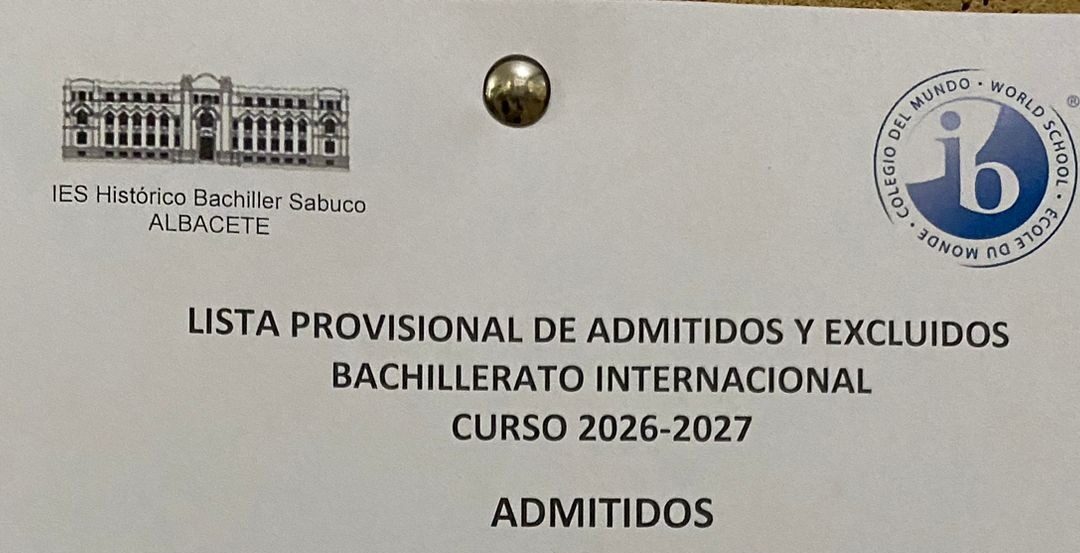 IES Histórico Bachiller Sabuco
ALBACETE
COLEGIO DEL MUNDO · WORLD SCHOOL · ÉCOLE DU MONDE ·
®
ib
LISTA PROVISIONAL DE ADMITIDOS Y EXCLUIDOS
BACHILLERATO INTERNACIONAL
CURSO 2026-2027
ADMITIDOS